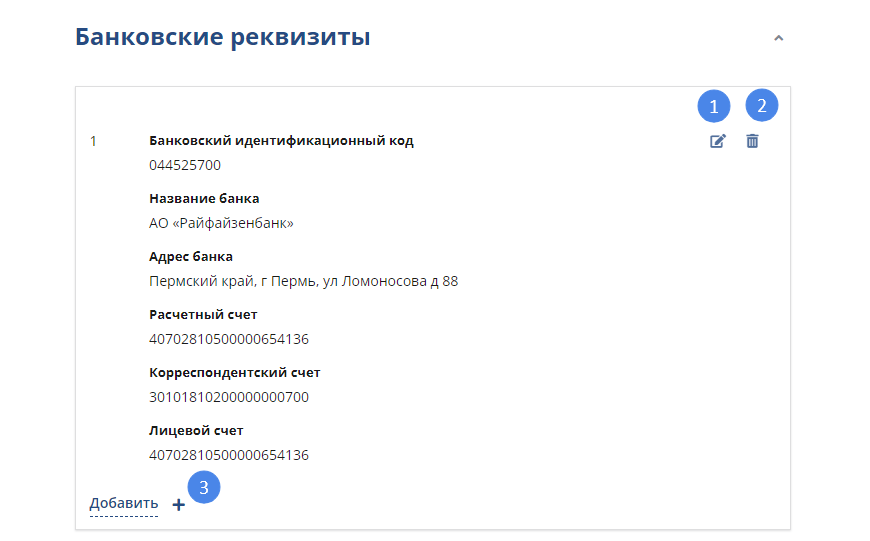 Банковские реквизиты
1 2
1 Банковский идентификационный код
044525700
Название банка
АО «Райфайзенбанк»
Адрес банка
Пермский край, г Пермь, ул Ломоносова д 88
Расчетный счет
40702810500000654136
Корреспондентский счет
30101810200000000700
Лицевой счет
40702810500000654136
Добавить + 3